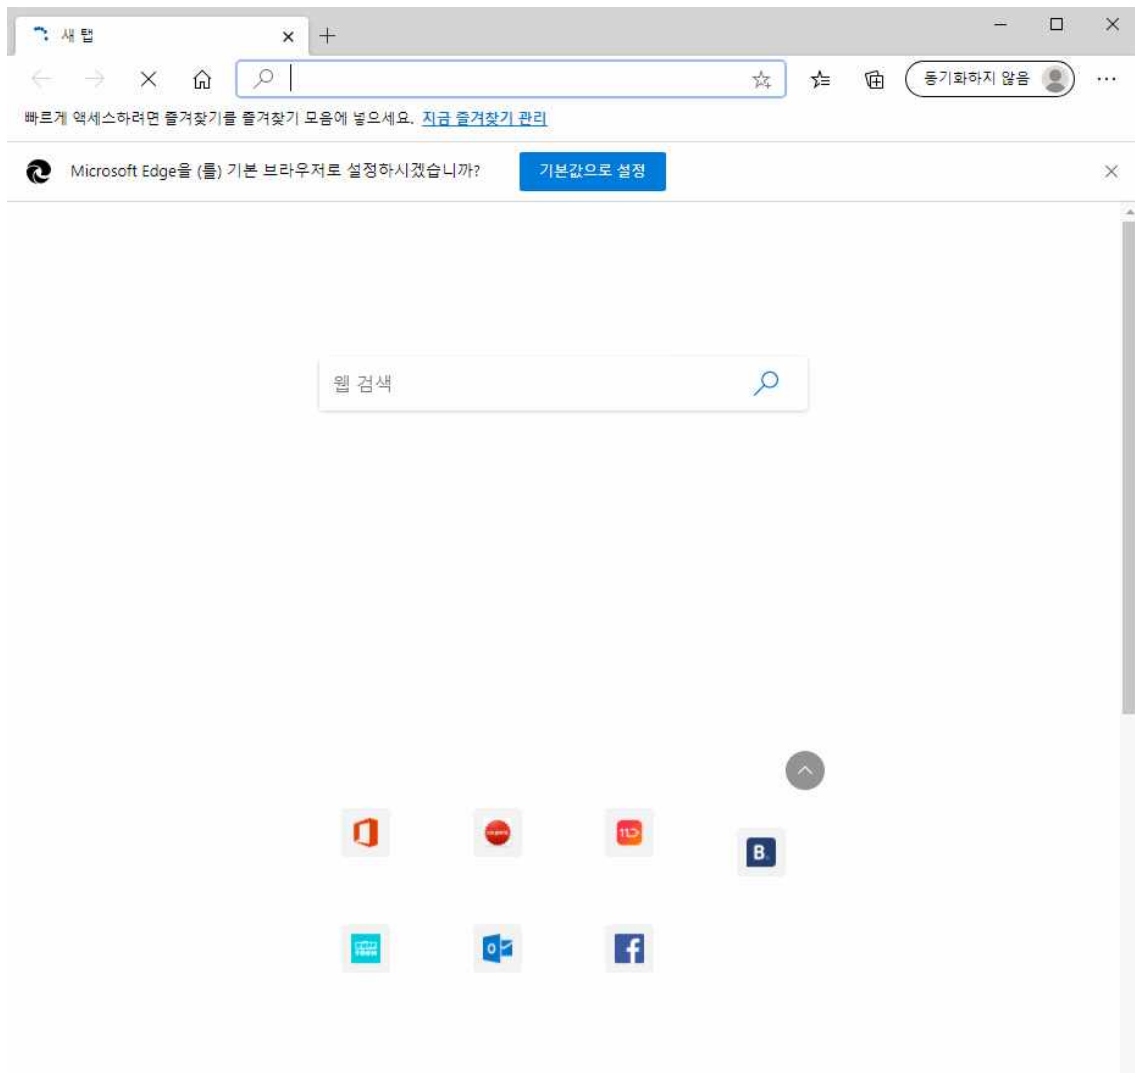 새 탭
동기화하지 않음
빠르게 액세스하려면 즐겨찾기를 즐겨찾기 모음에 넣으세요. 지금 즐겨찾기 관리
Microsoft Edge을 (를) 기본 브라우저로 설정하시겠습니까? 기본값으로 설정
웹 검색
11
B.
f